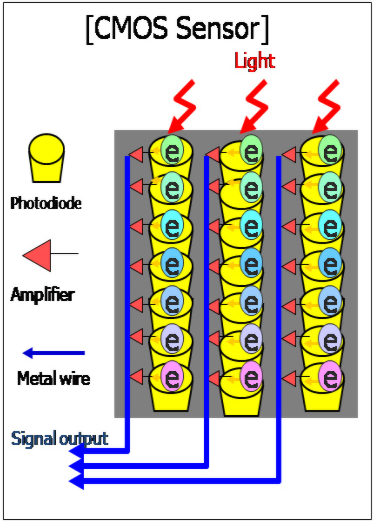 [CMOS Sensor]
Light
Photodiode
Amplifier
Metal wire
Signal output
e e e
e e e
e e e
e e e
e e e
e e e
e e e